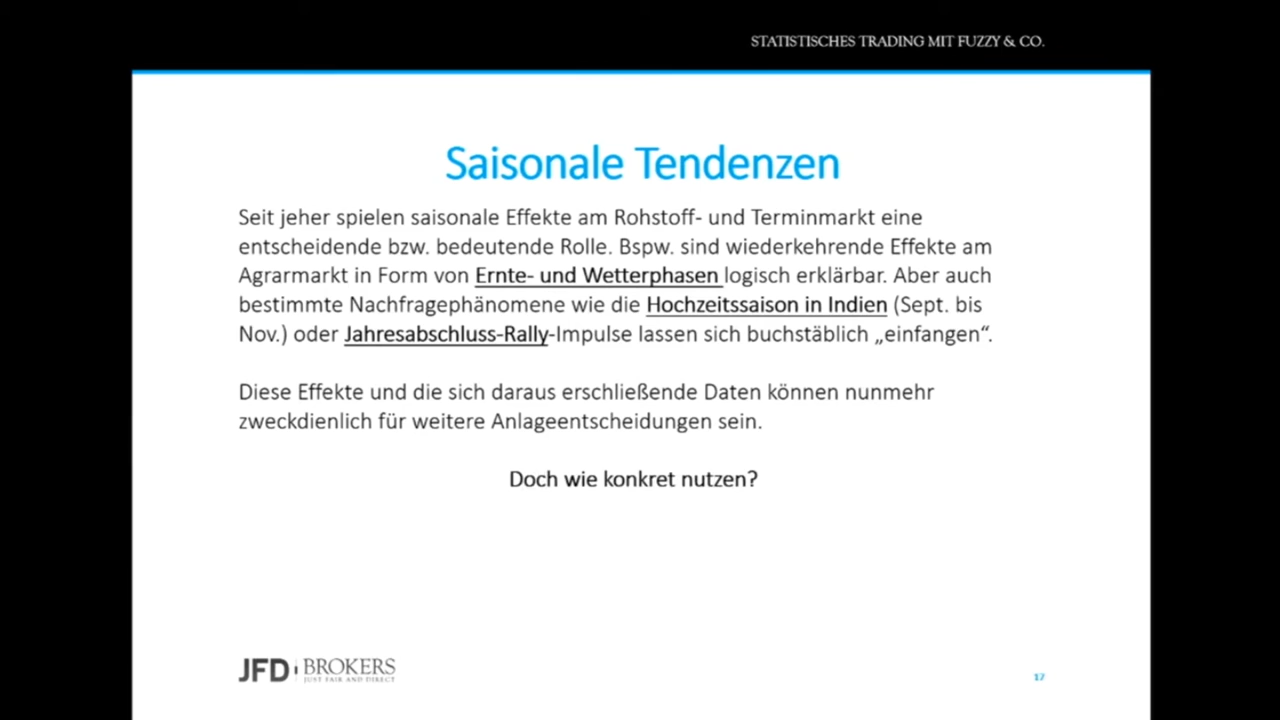 STATISTISCHES TRADING MIT FUZZY & CO.
Saisonale Tendenzen
Seit jeher spielen saisonale Effekte am Rohstoff- und Terminmarkt eine
entscheidende bzw. bedeutende Rolle. Bspw. sind wiederkehrende Effekte am
Agrarmarkt in Form von Ernte- und Wetterphasen logisch erklärbar. Aber auch
bestimmte Nachfragephänomene wie die Hochzeitssaison in Indien (Sept. bis
Nov.) oder Jahresabschluss-Rally-Impulse lassen sich buchstäblich „einfangen“.
Diese Effekte und die sich daraus erschließende Daten können nunmehr
zweckdienlich für weitere Anlageentscheidungen sein.
Doch wie konkret nutzen?
JFD BROKERS
JUST FAIR AND DIRECT
17